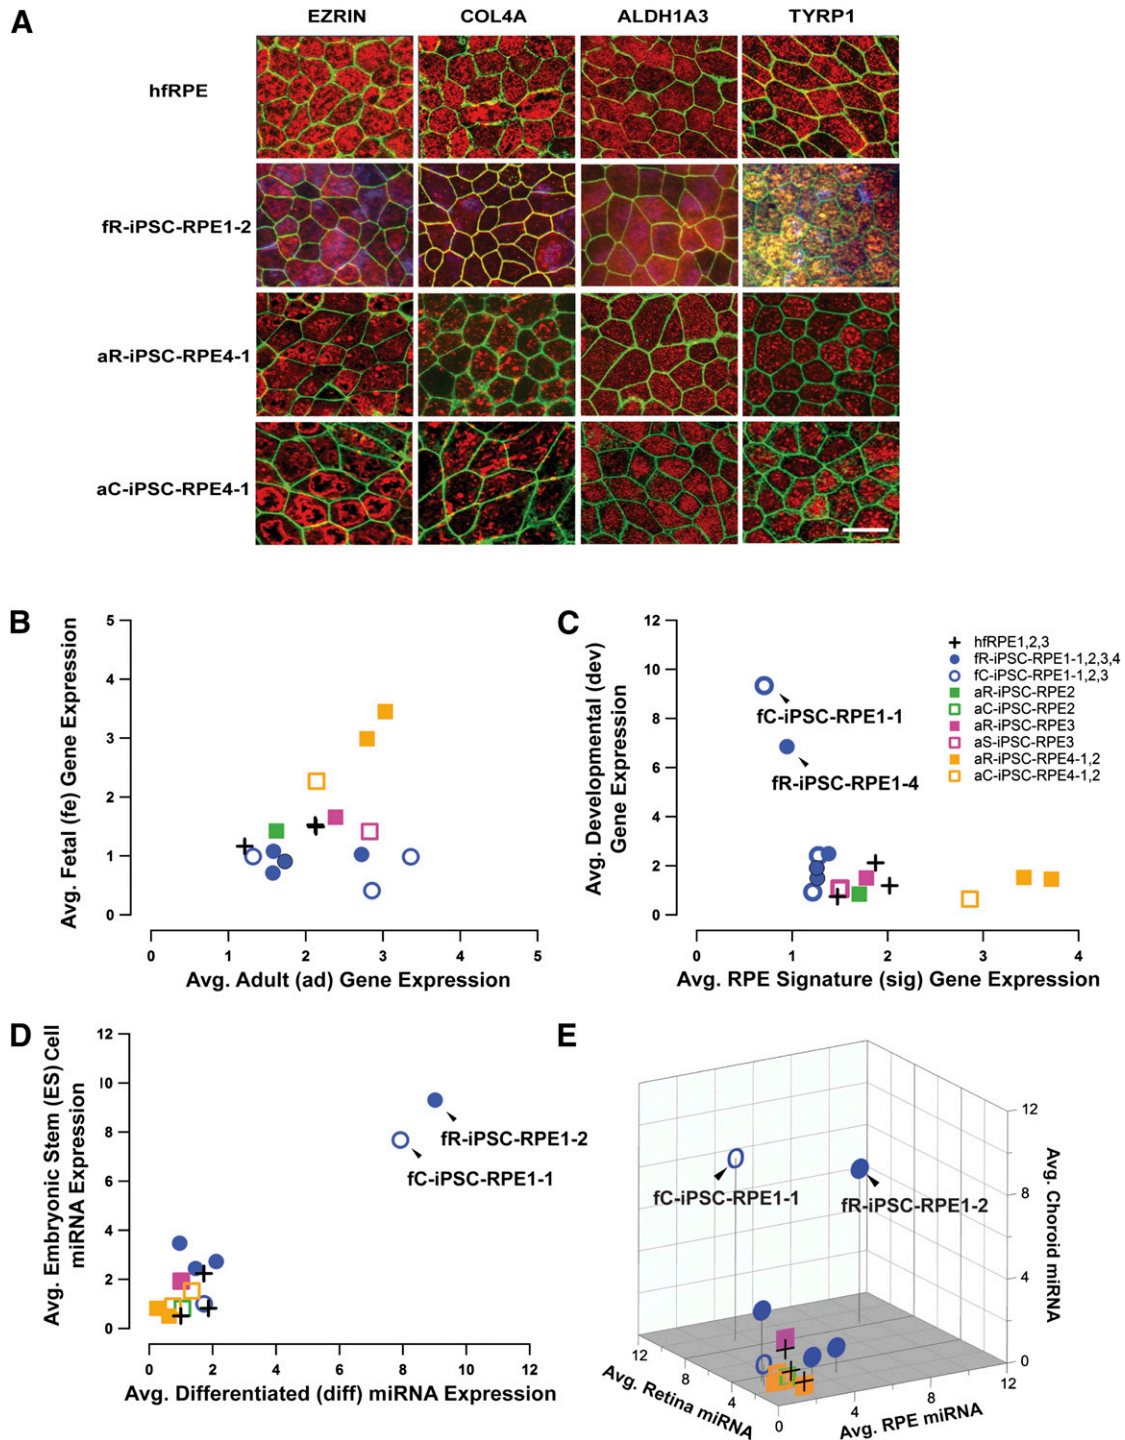 A
EZRIN COL4A ALDH1A3 TYRP1
hfRPE
fR-iPSC-RPE1-2
aR-iPSC-RPE4-1
aC-iPSC-RPE4-1
B
Avg. Fetal (fe) Gene Expression
5
4
3
2
1
0
0 1 2 3 4 5
Avg. Adult (ad) Gene Expression
C
Avg. Developmental (dev)
Gene Expression
12
10
8
6
4
2
0
fC-iPSC-RPE1-1
fR-iPSC-RPE1-4
hfRPE1,2,3
fR-iPSC-RPE1-1,2,3,4
fC-iPSC-RPE1-1,2,3
aR-iPSC-RPE2
aC-iPSC-RPE2
aR-iPSC-RPE3
aS-iPSC-RPE3
aR-iPSC-RPE4-1,2
aC-iPSC-RPE4-1,2
0 1 2 3 4
Avg. RPE Signature (sig) Gene Expression
D
Avg. Embryonic Stem (ES) Cell
miRNA Expression
12
10
8
6
4
2
0
fR-iPSC-RPE1-2
fC-iPSC-RPE1-1
0 2 4 6 8 10 12
Avg. Differentiated (diff) miRNA Expression
E
fC-iPSC-RPE1-1
fR-iPSC-RPE1-2
12
8
4
0
Avg. Choroid miRNA
12
8
4
0
Avg. Retina miRNA
4
8
12
Avg. RPE miRNA